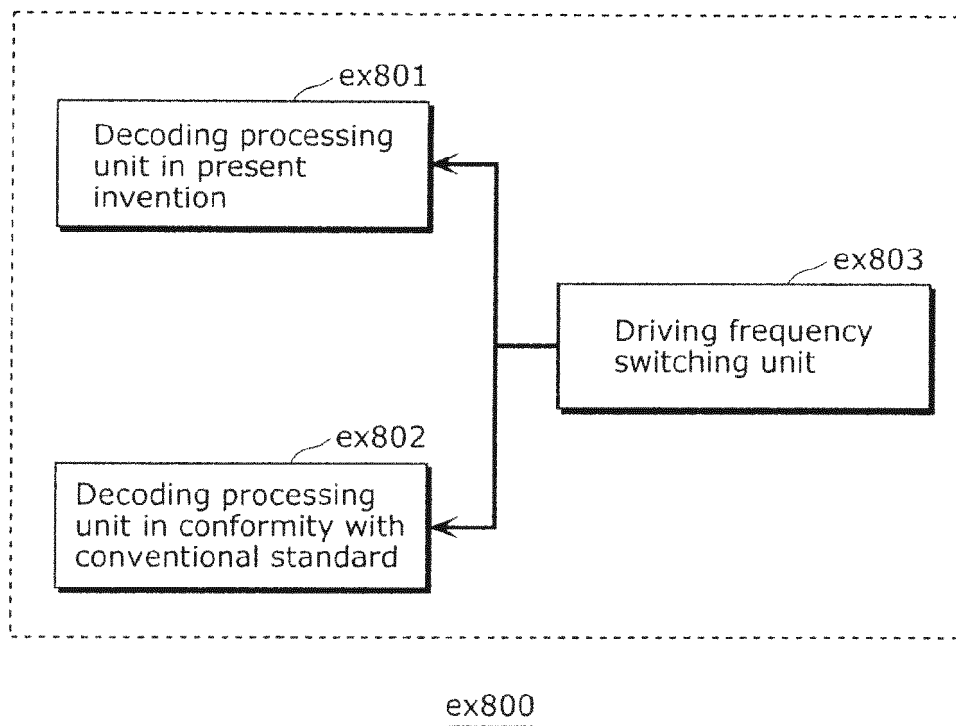 ex801
Decoding processing
unit in present
invention
ex803
Driving frequency
switching unit
ex802
Decoding processing
unit in conformity with
conventional standard
ex800